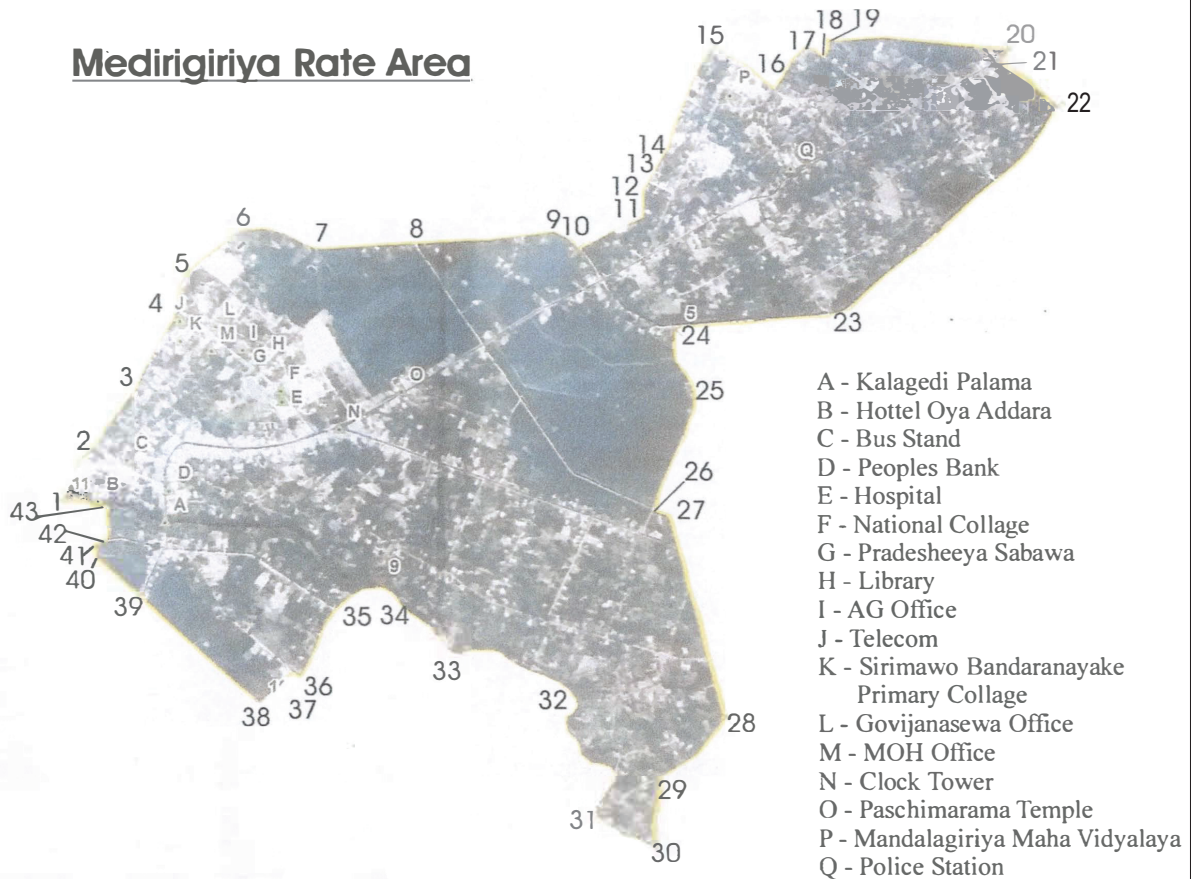 Medirigiriya Rate Area
15
16
17
18
19
20
21
22
P
Q
14
13
12
11
6
7
8
9
10
5
4
J
K
L
M
I
G
H
F
E
3
5
23
24
25
O
N
2
C
D
11
B
A
1
43
42
41
40
39
26
27
9
35
34
33
36
37
38
32
28
29
31
30
A - Kalagedi Palama
B - Hottel Oya Addara
C - Bus Stand
D - Peoples Bank
E - Hospital
F - National Collage
G - Pradesheeya Sabawa
H - Library
I - AG Office
J - Telecom
K - Sirimawo Bandaranayake
Primary Collage
L - Govijanasewa Office
M - MOH Office
N - Clock Tower
O - Paschimarama Temple
P - Mandalagiriya Maha Vidyalaya
Q - Police Station